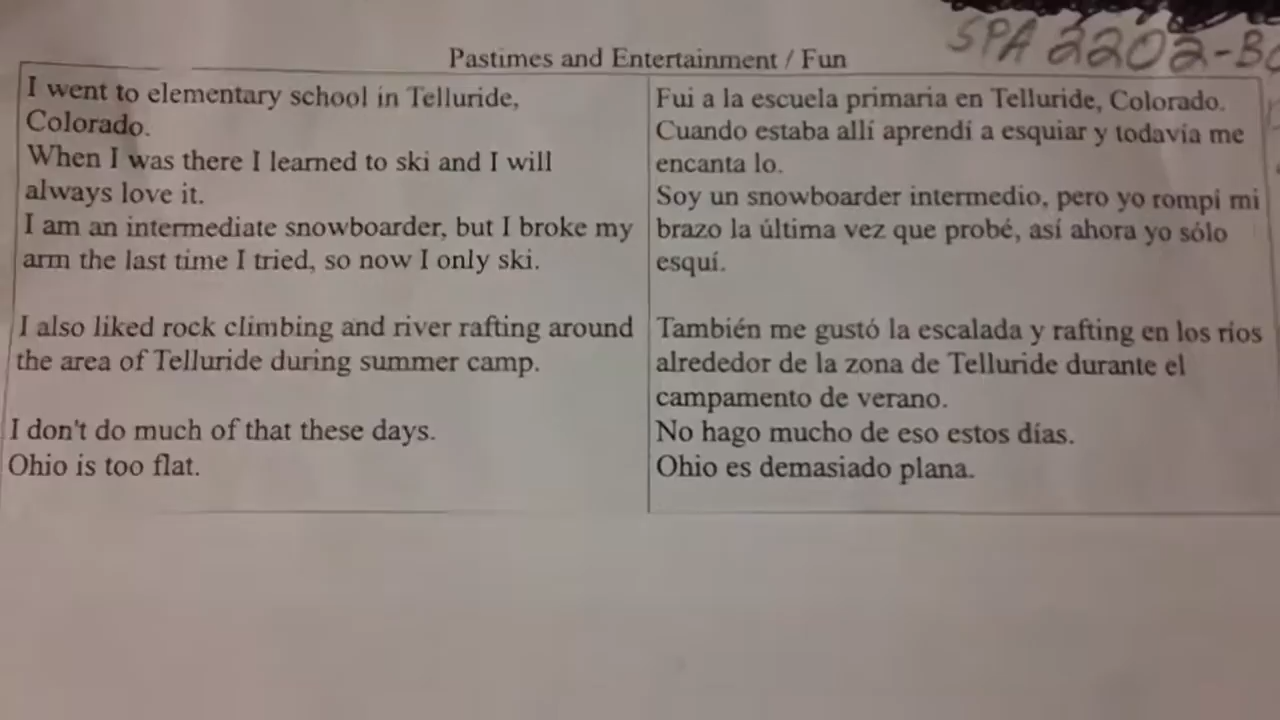 SPA 2202-B
Pastimes and Entertainment / Fun
I went to elementary school in Telluride,
Colorado.
When I was there I learned to ski and I will
always love it.
I am an intermediate snowboarder, but I broke my
arm the last time I tried, so now I only ski.
I also liked rock climbing and river rafting around
the area of Telluride during summer camp.
I don't do much of that these days.
Ohio is too flat.
Fui a la escuela primaria en Telluride, Colorado.
Cuando estaba allí aprendí a esquiar y todavía me
encanta lo.
Soy un snowboarder intermedio, pero yo rompí mi
brazo la última vez que probé, así ahora yo sólo
esquí.
También me gustó la escalada y rafting en los ríos
alrededor de la zona de Telluride durante el
campamento de verano.
No hago mucho de eso estos días.
Ohio es demasiado plana.